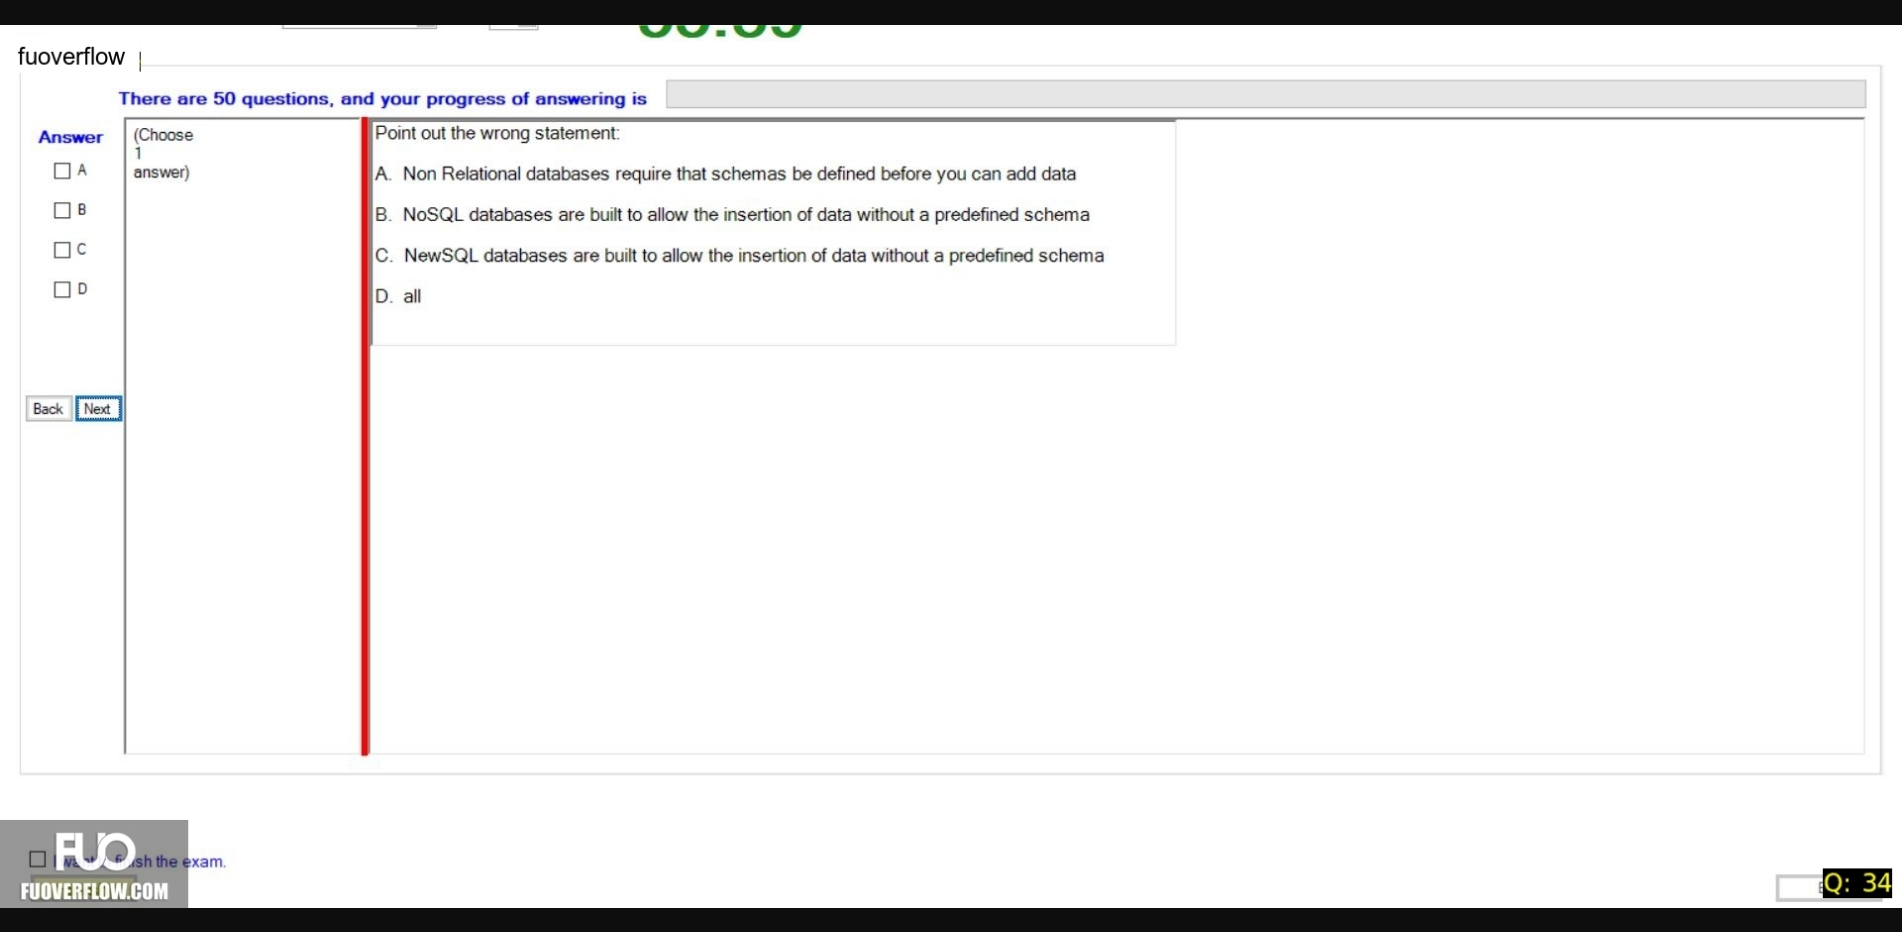 fuoverflow
There are 50 questions, and your progress of answering is
Answer
(Choose
1
answer)
A
B
C
D
Point out the wrong statement:
A. Non Relational databases require that schemas be defined before you can add data
B. NoSQL databases are built to allow the insertion of data without a predefined schema
C. NewSQL databases are built to allow the insertion of data without a predefined schema
D. all
Back Next
FUO
the exam.
FUOVERFLOW.COM
Q: 34